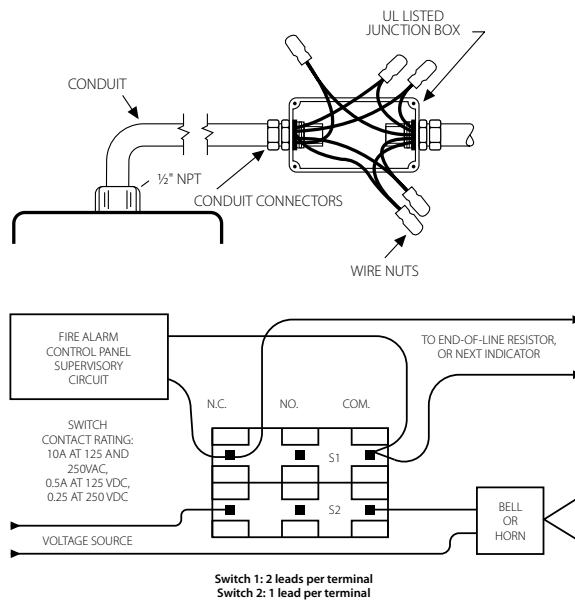 UL LISTED
JUNCTION BOX
CONDUIT
½" NPT
CONDUIT CONNECTORS
WIRE NUTS
FIRE ALARM
CONTROL PANEL
SUPERVISORY
CIRCUIT
TO END-OF-LINE RESISTOR,
OR NEXT INDICATOR
N.C.
NO.
COM.
SWITCH
CONTACT RATING:
10A AT 125 AND
250VAC,
0.5A AT 125 VDC,
0.25 AT 250 VDC
S1
S2
BELL
OR
HORN
VOLTAGE SOURCE
Switch 1: 2 leads per terminal
Switch 2: 1 lead per terminal